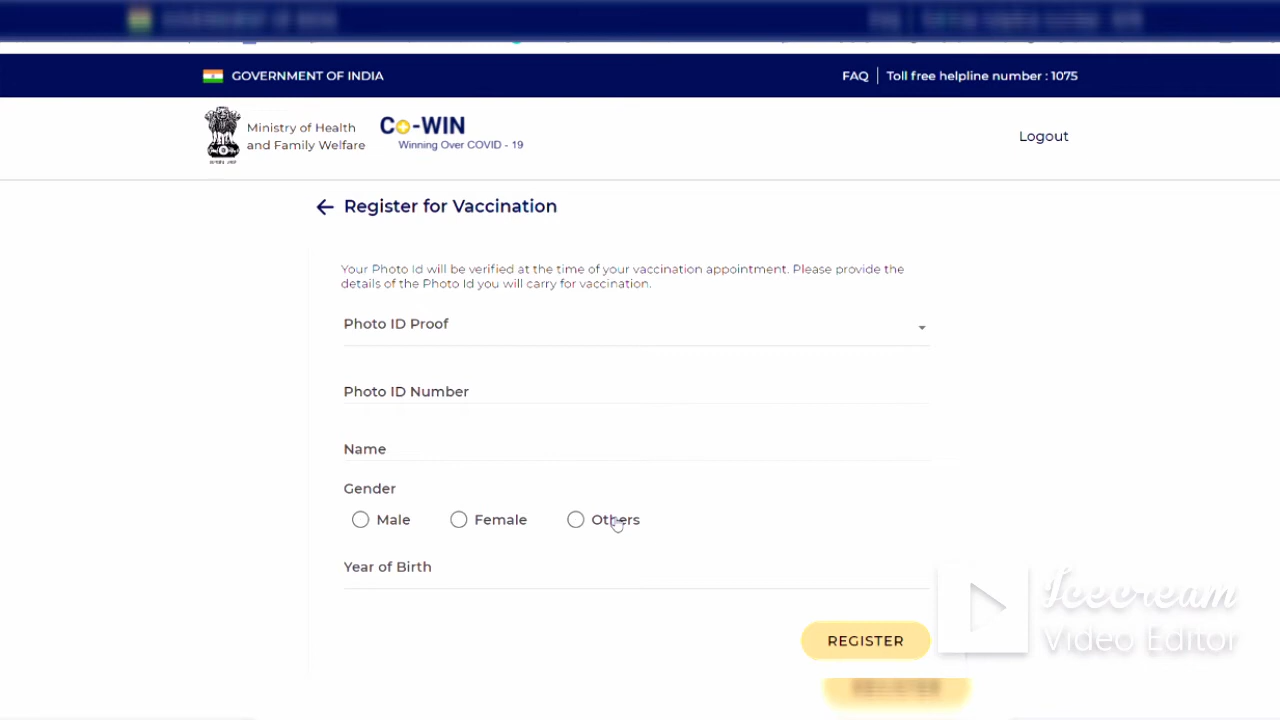 GOVERNMENT OF INDIA
FAQ
Toll free helpline number : 1075
Ministry of Health
and Family Welfare
Co-WIN
Winning Over COVID - 19
Logout
Register for Vaccination
Your Photo Id will be verified at the time of your vaccination appointment. Please provide the
details of the Photo Id you will carry for vaccination.
Photo ID Proof
Photo ID Number
Name
Gender
Male
Female
Others
Year of Birth
REGISTER
Icecream
Video Editor